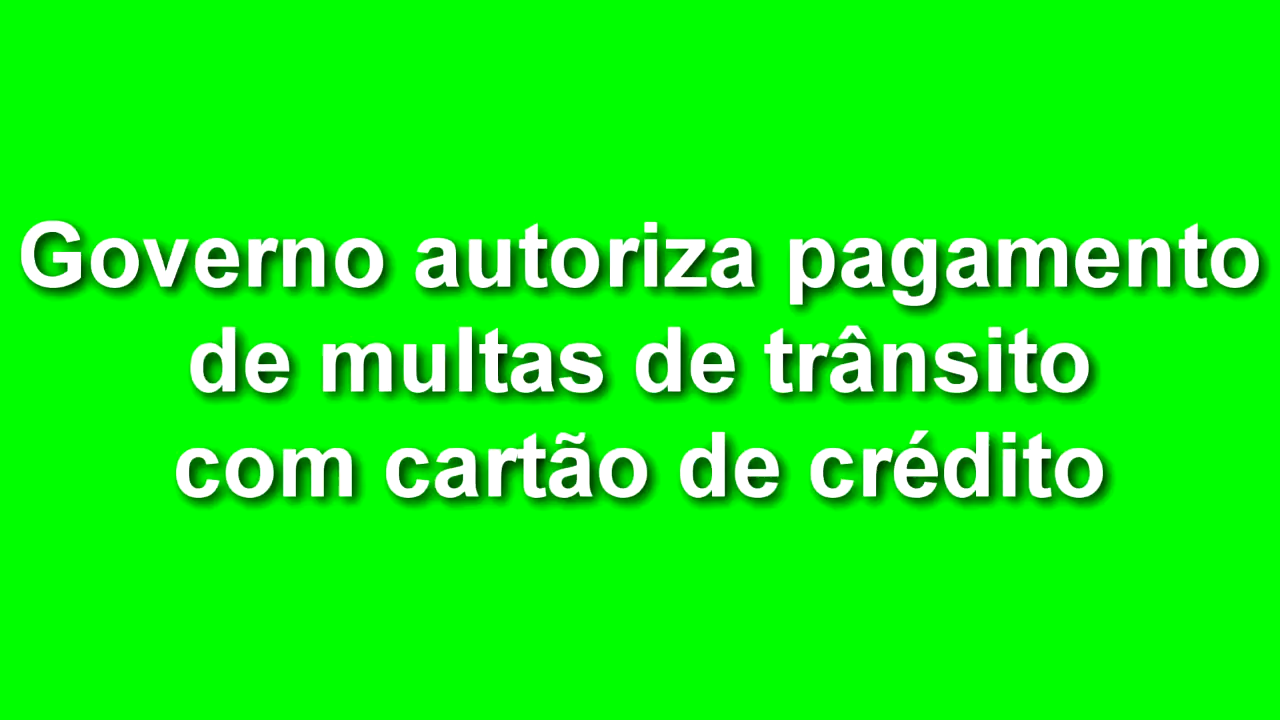 Governo autoriza pagamento
de multas de trânsito
com cartão de crédito